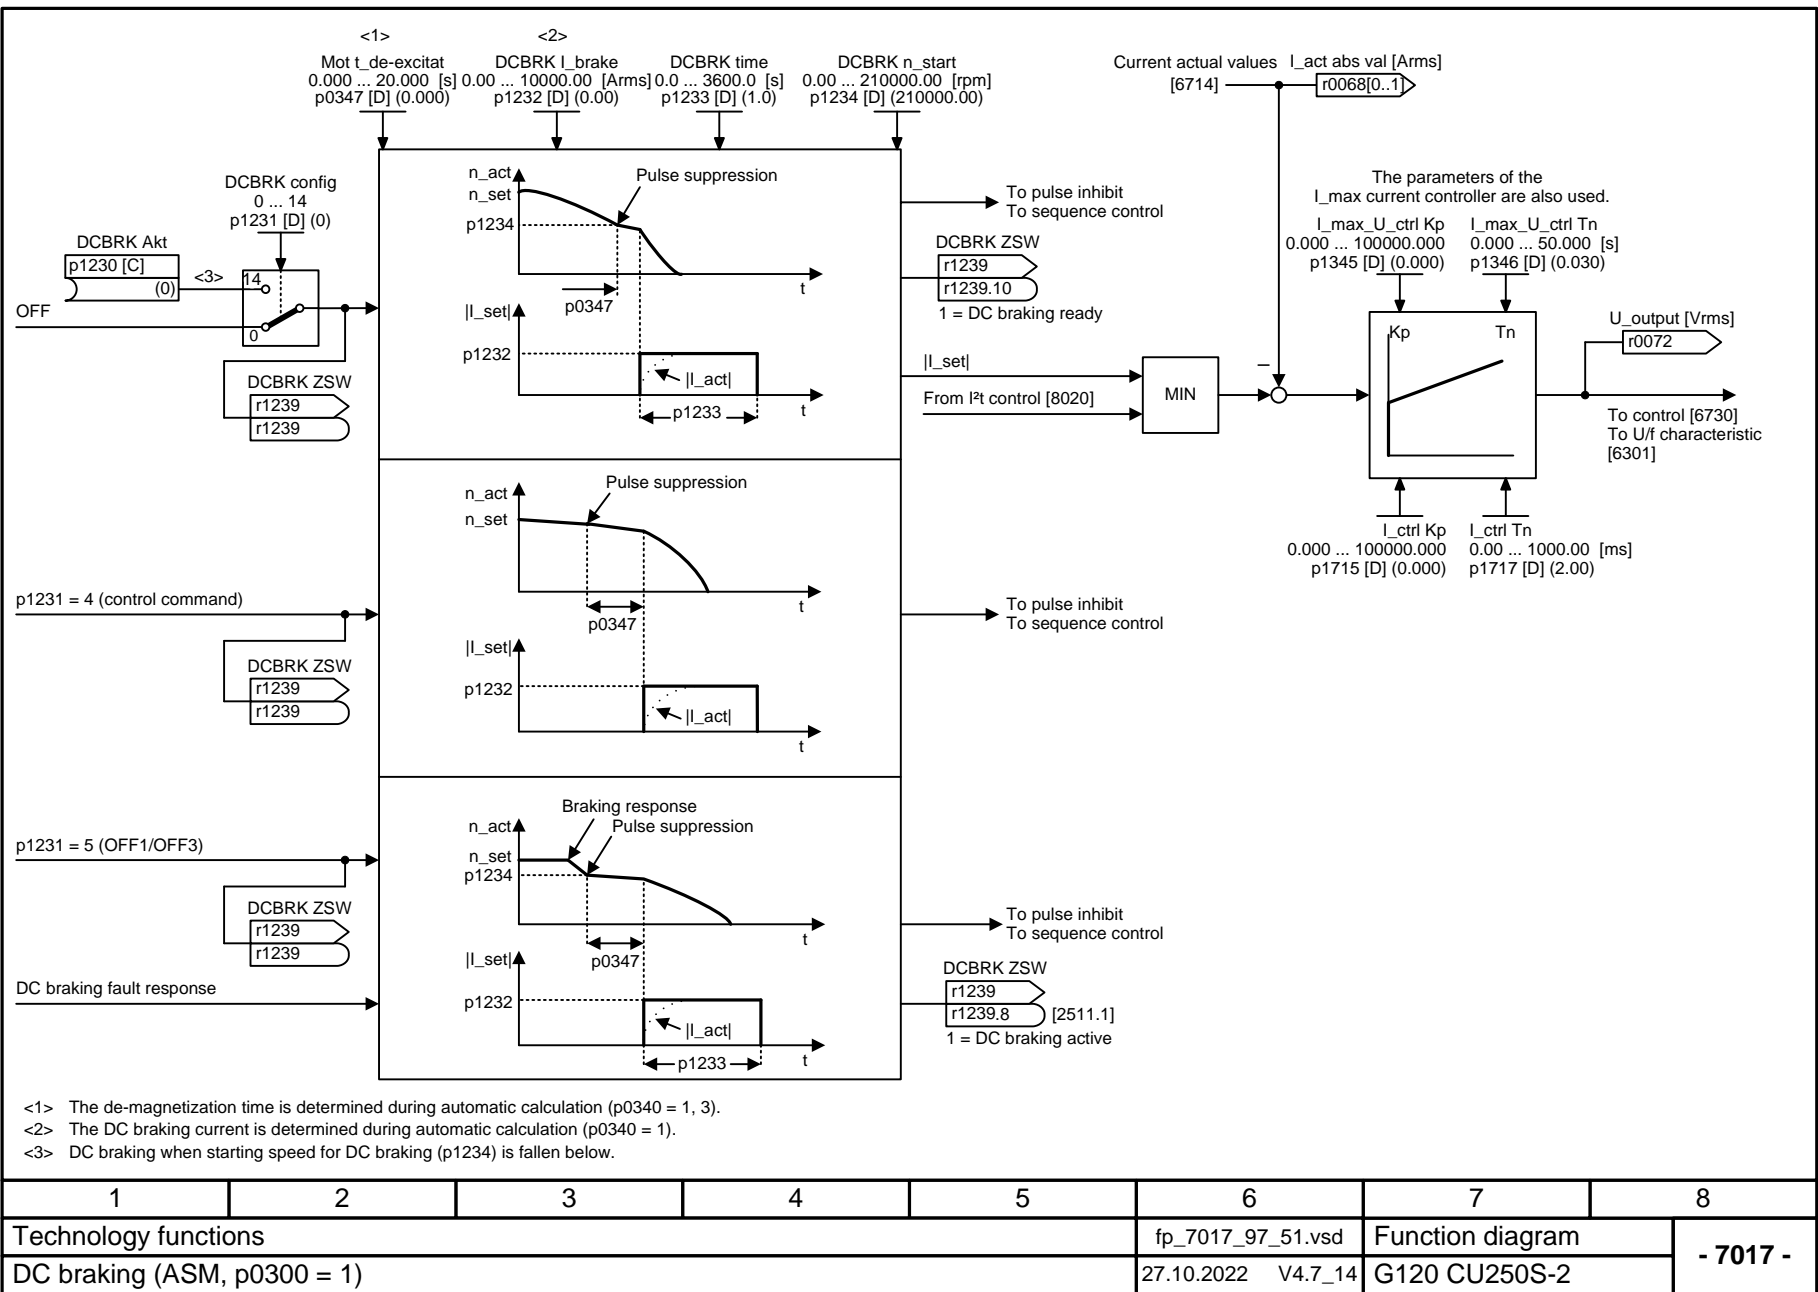 <1>
Mot t_de-excitat
0.000 ... 20.000 [s]
p0347 [D] (0.000)
<2>
DCBRK I_brake
0.00 ... 10000.00 [Arms]
p1232 [D] (0.00)
DCBRK time
0.0 ... 3600.0 [s]
p1233 [D] (1.0)
DCBRK n_start
0.00 ... 210000.00 [rpm]
p1234 [D] (210000.00)
Current actual values
[6714]
I_act abs val [Arms]
r0068[0..1]
DCBRK config
0 ... 14
p1231 [D] (0)
DCBRK Akt
p1230 [C]
(0)
<3>
14
0
OFF
DCBRK ZSW
r1239
r1239
n_act
n_set
p1234
Pulse suppression
t
p0347
|I_set|
p1232
|I_act|
p1233
t
To pulse inhibit
To sequence control
DCBRK ZSW
r1239
r1239.10
1 = DC braking ready
|I_set|
From I²t control [8020]
MIN
–
The parameters of the
I_max current controller are also used.
I_max_U_ctrl Kp
0.000 ... 100000.000
p1345 [D] (0.000)
I_max_U_ctrl Tn
0.000 ... 50.000 [s]
p1346 [D] (0.030)
Kp
Tn
U_output [Vrms]
r0072
To control [6730]
To U/f characteristic
[6301]
I_ctrl Kp
0.000 ... 100000.000
p1715 [D] (0.000)
I_ctrl Tn
0.00 ... 1000.00 [ms]
p1717 [D] (2.00)
p1231 = 4 (control command)
DCBRK ZSW
r1239
r1239
n_act
n_set
Pulse suppression
t
p0347
|I_set|
p1232
|I_act|
t
To pulse inhibit
To sequence control
p1231 = 5 (OFF1/OFF3)
DCBRK ZSW
r1239
r1239
DC braking fault response
Braking response
Pulse suppression
n_act
n_set
p1234
t
p0347
|I_set|
p1232
|I_act|
p1233
t
To pulse inhibit
To sequence control
DCBRK ZSW
r1239
r1239.8
[2511.1]
1 = DC braking active
<1> The de-magnetization time is determined during automatic calculation (p0340 = 1, 3).
<2> The DC braking current is determined during automatic calculation (p0340 = 1).
<3> DC braking when starting speed for DC braking (p1234) is fallen below.
1 2 3 4 5 6 7 8
Technology functions
fp_7017_97_51.vsd
Function diagram
- 7017 -
DC braking (ASM, p0300 = 1)
27.10.2022 V4.7_14
G120 CU250S-2